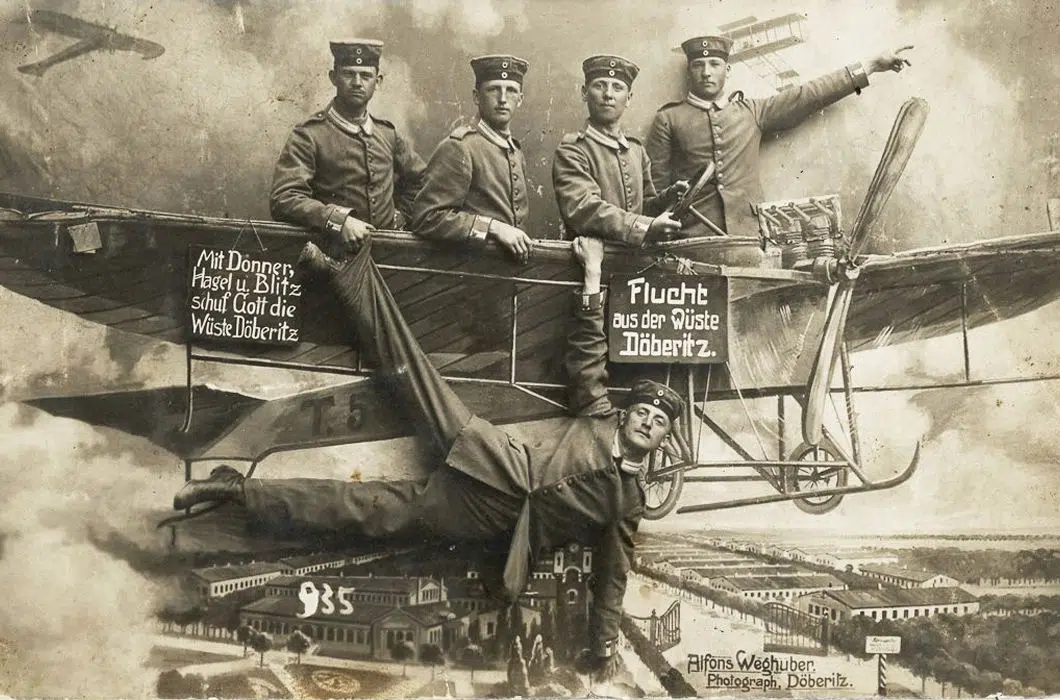 Mit Donner,
Hagel u. Blitz
schuf Gott die
Wüste Döberitz
Flucht
aus der Wüste
Döberitz.
T.5
935
Alfons Weghuber.
Photograph, Döberitz.